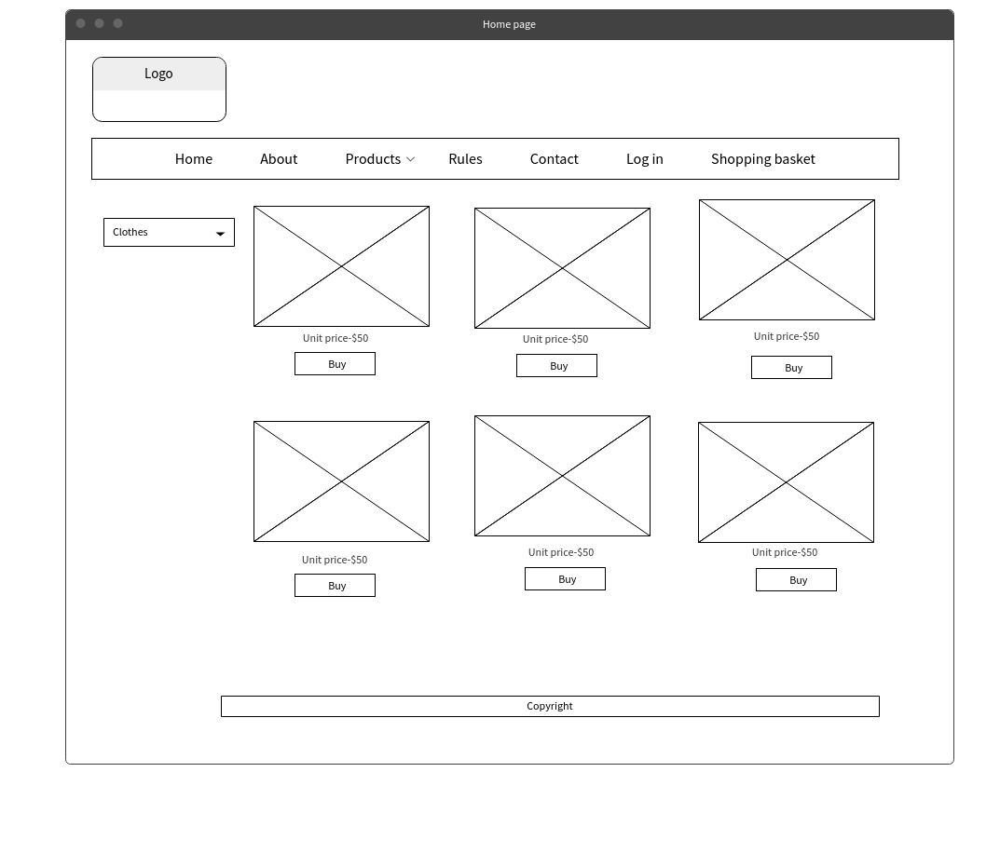 Home page
Logo
Home About Products Rules Contact Log in Shopping basket
Clothes
Unit price-$50 Unit price-$50 Unit price-$50
Buy Buy Buy
Unit price-$50 Unit price-$50 Unit price-$50
Buy Buy Buy
Copyright